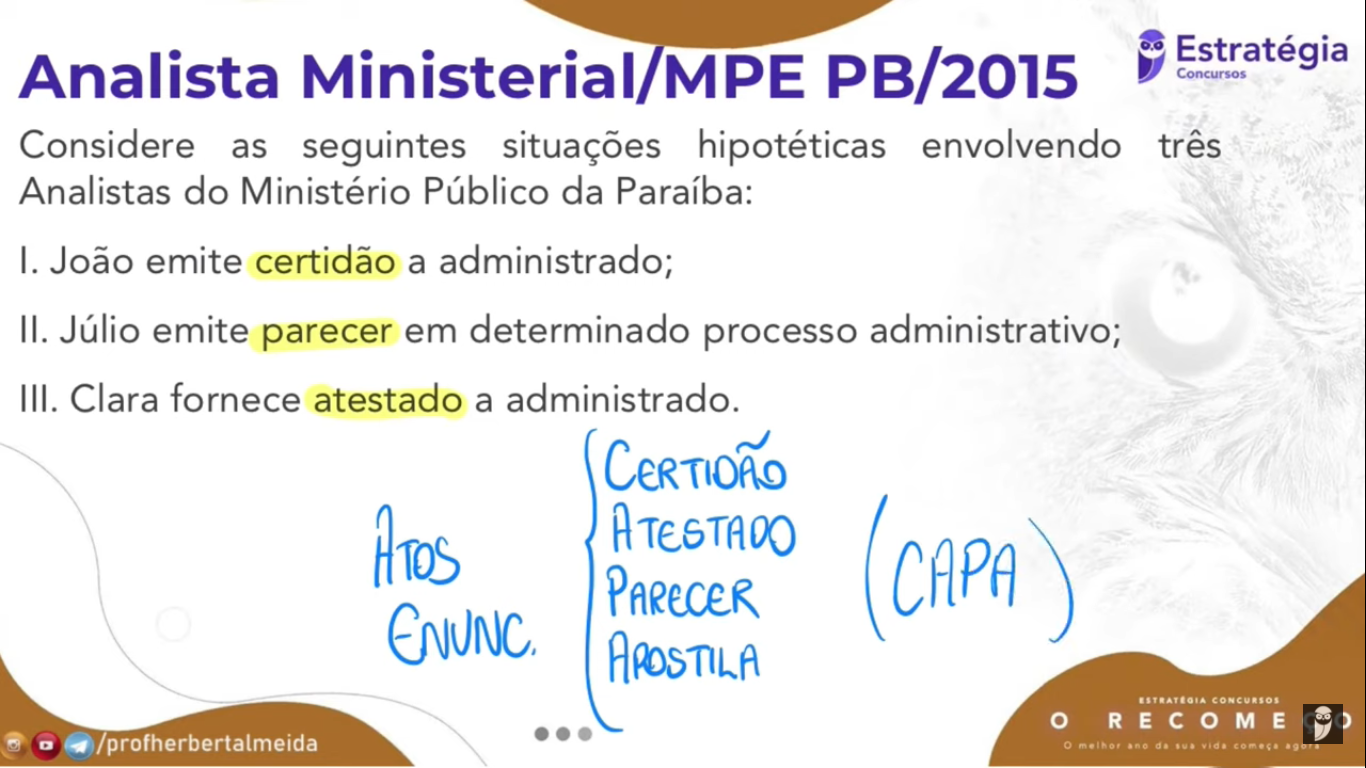 Analista Ministerial/MPE PB/2015
Estratégia
Concursos
Considere as seguintes situações hipotéticas envolvendo três
Analistas do Ministério Público da Paraíba:
I. João emite certidão a administrado;
II. Júlio emite parecer em determinado processo administrativo;
III. Clara fornece atestado a administrado.
ATOS
ENUNC.
CERTIDÃO
ATESTADO
PARECER
APOSTILA
(CAPA)
/profherbertalmeida
ESTRATÉGIA CONCURSOS
O RECOMEÇO
O melhor ano da sua vida começa agora